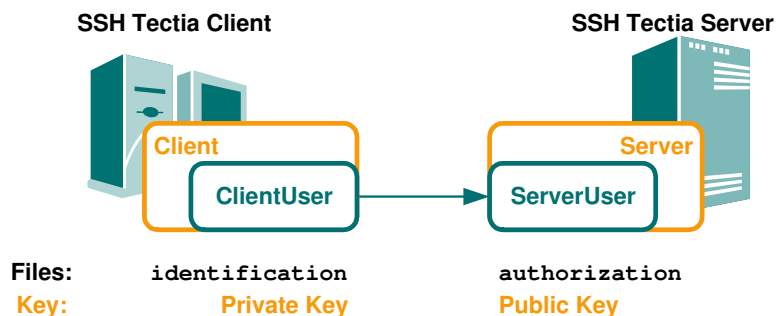 SSH Tectia Client SSH Tectia Server
Client Server
ClientUser ServerUser
Files: identification authorization
Key: Private Key Public Key